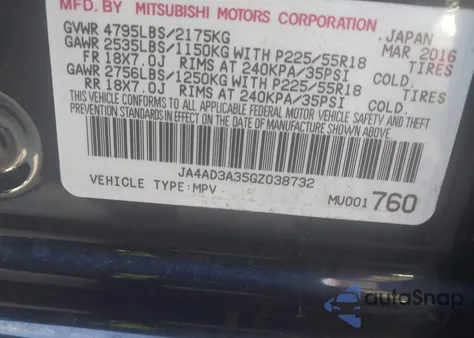 MFD. BY MITSUBISHI MOTORS CORPORATION, JAPAN
GVWR 4795LBS/2175KG MAR 2016
GAWR 2535LBS/1150KG WITH P225/55R18 TIRES
FR 18X7.0J RIMS AT 240KPA/35PSI COLD.
GAWR 2756LBS/1250KG WITH P225/55R18 TIRES
RR 18X7.0J RIMS AT 240KPA/35PSI COLD.
THIS VEHICLE CONFORMS TO ALL APPLICABLE FEDERAL MOTOR VEHICLE SAFETY AND THEFT
PREVENTION STANDARDS IN EFFECT ON THE DATE OF MANUFACTURE SHOWN ABOVE.
JA4AD3A35GZ038732
VEHICLE TYPE:MPV MU001 760
autoSnap